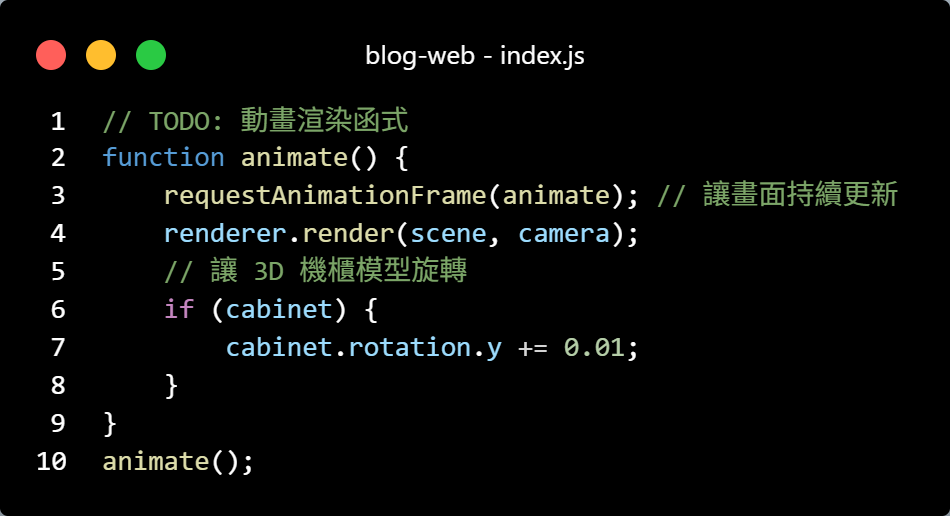 blog-web - index.js
1 // TODO: 動畫渲染函式
2 function animate() {
3     requestAnimationFrame(animate); // 讓畫面持續更新
4     renderer.render(scene, camera);
5     // 讓 3D 機櫃模型旋轉
6     if (cabinet) {
7         cabinet.rotation.y += 0.01;
8     }
9 }
10 animate();